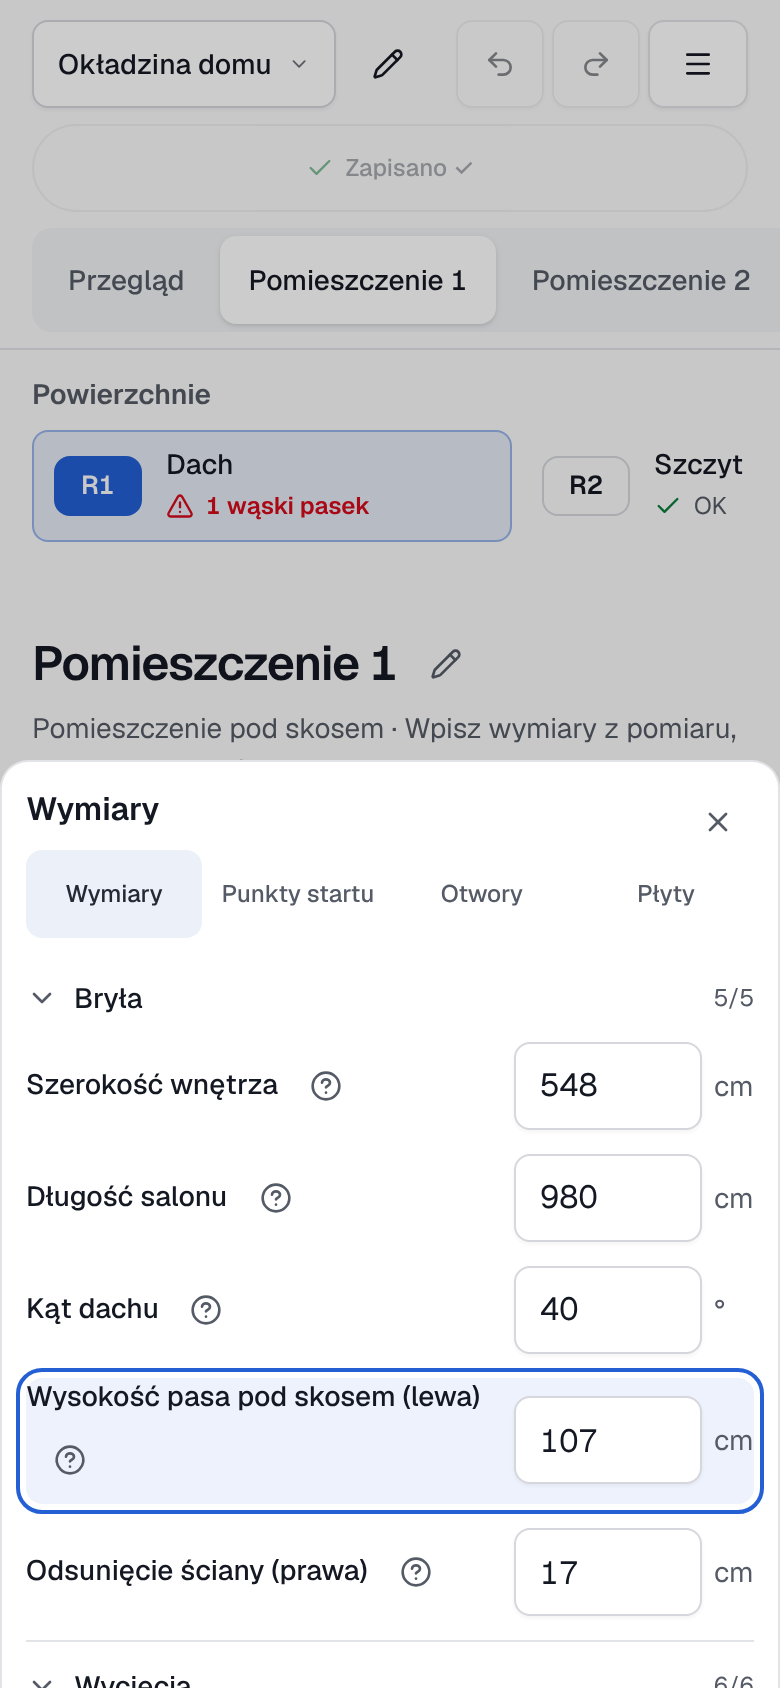 Okładzina domu
Zapisano ✓
Przegląd
Pomieszczenie 1
Pomieszczenie 2
Powierzchnie
R1
Dach
1 wąski pasek
R2
Szczyt
OK
Pomieszczenie 1
Pomieszczenie pod skosem · Wpisz wymiary z pomiaru,
Wymiary
Wymiary
Punkty startu
Otwory
Płyty
Bryła
5/5
Szerokość wnętrza
548
cm
Długość salonu
980
cm
Kąt dachu
40
°
Wysokość pasa pod skosem (lewa)
107
cm
Odsunięcie ściany (prawa)
17
cm
Wycięcia
6/6